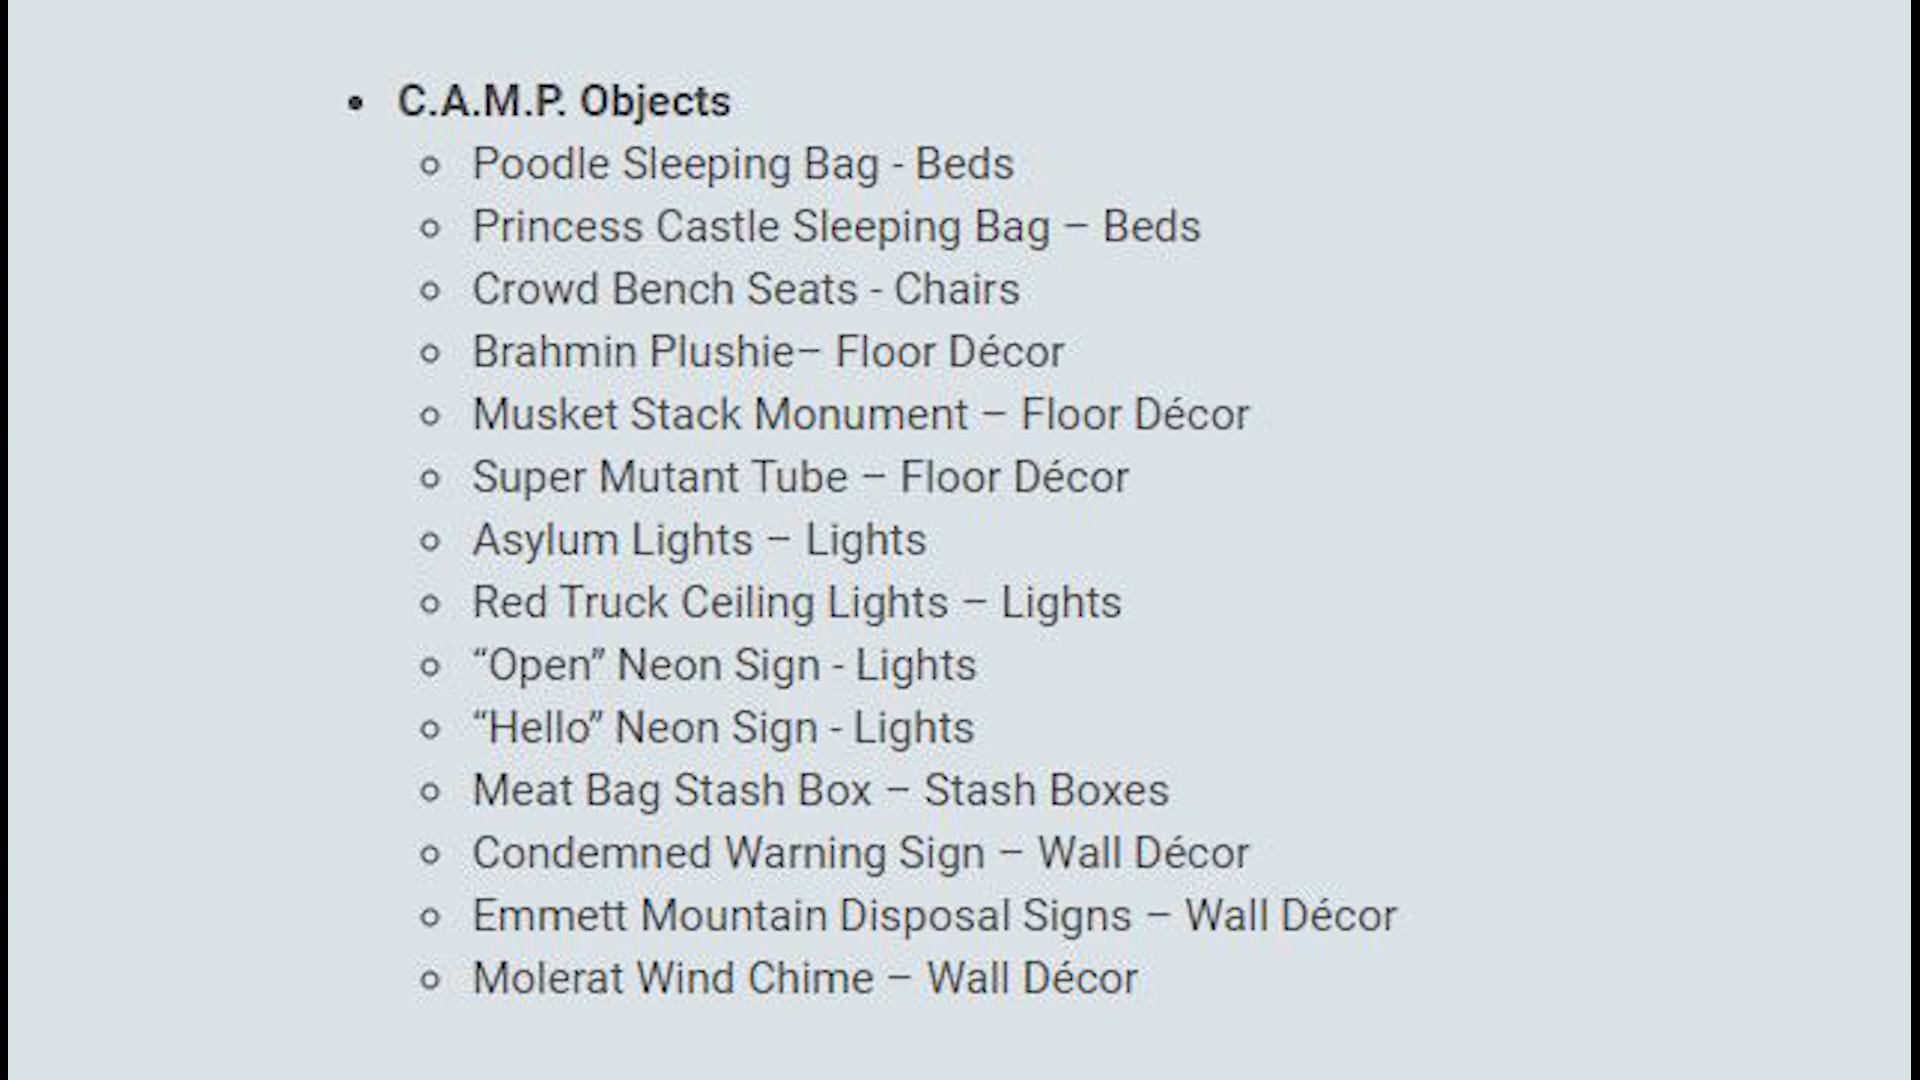 • C.A.M.P. Objects
○ Poodle Sleeping Bag - Beds
○ Princess Castle Sleeping Bag – Beds
○ Crowd Bench Seats - Chairs
○ Brahmin Plushie– Floor Décor
○ Musket Stack Monument – Floor Décor
○ Super Mutant Tube – Floor Décor
○ Asylum Lights – Lights
○ Red Truck Ceiling Lights – Lights
○ “Open” Neon Sign - Lights
○ “Hello” Neon Sign - Lights
○ Meat Bag Stash Box – Stash Boxes
○ Condemned Warning Sign – Wall Décor
○ Emmett Mountain Disposal Signs – Wall Décor
○ Molerat Wind Chime – Wall Décor